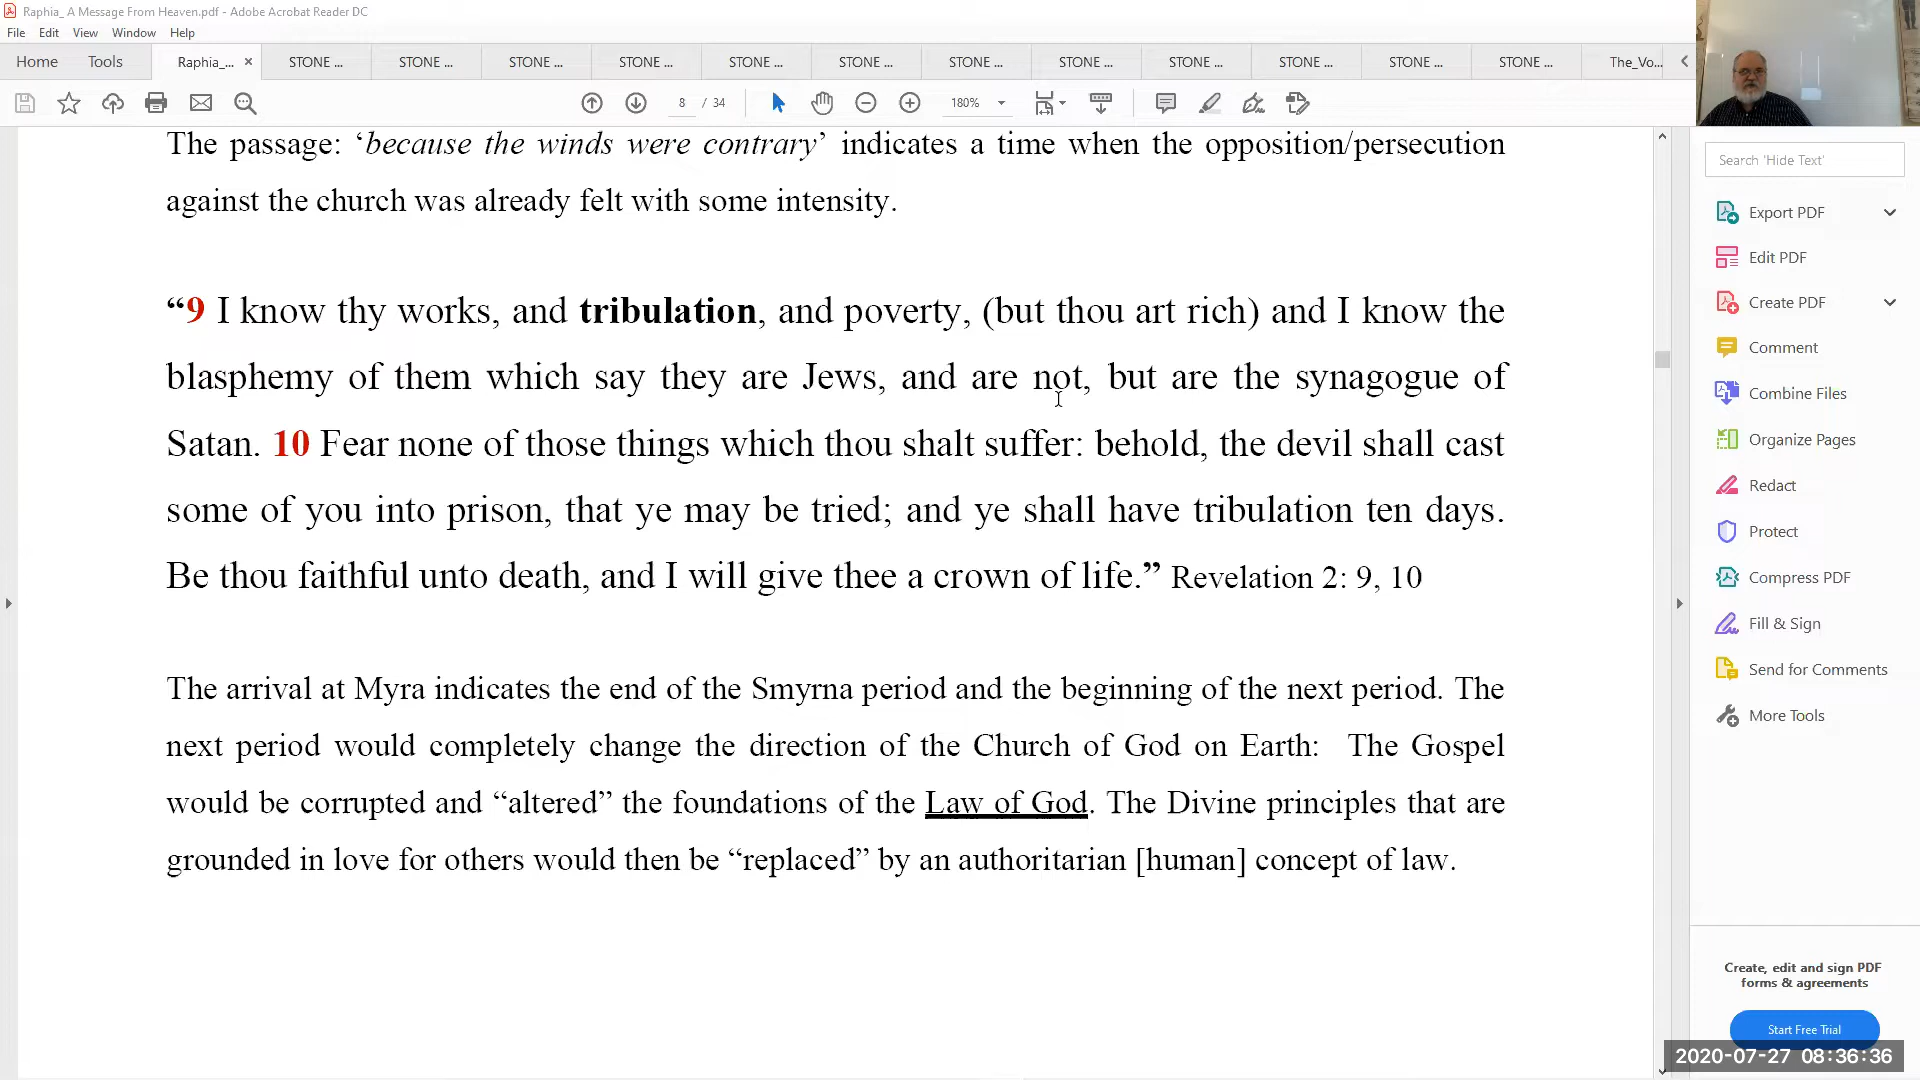 Raphia_ A Message From Heaven.pdf - Adobe Acrobat Reader DC
File Edit View Window Help
Home Tools Raphia_... × STONE ... STONE ... STONE ... STONE ... STONE ... STONE ... STONE ... STONE ... STONE ... STONE ... STONE ... STONE ... The_Vo...
8 / 34 180%
The passage: ‘because the winds were contrary’ indicates a time when the opposition/persecution
against the church was already felt with some intensity.
“9 I know thy works, and tribulation, and poverty, (but thou art rich) and I know the
blasphemy of them which say they are Jews, and are not, but are the synagogue of
Satan. 10 Fear none of those things which thou shalt suffer: behold, the devil shall cast
some of you into prison, that ye may be tried; and ye shall have tribulation ten days.
Be thou faithful unto death, and I will give thee a crown of life.” Revelation 2: 9, 10
The arrival at Myra indicates the end of the Smyrna period and the beginning of the next period. The
next period would completely change the direction of the Church of God on Earth: The Gospel
would be corrupted and “altered” the foundations of the Law of God. The Divine principles that are
grounded in love for others would then be “replaced” by an authoritarian [human] concept of law.
Search 'Hide Text'
Export PDF
Edit PDF
Create PDF
Comment
Combine Files
Organize Pages
Redact
Protect
Compress PDF
Fill & Sign
Send for Comments
More Tools
Create, edit and sign PDF
forms & agreements
Start Free Trial
2020-07-27 08:36:36